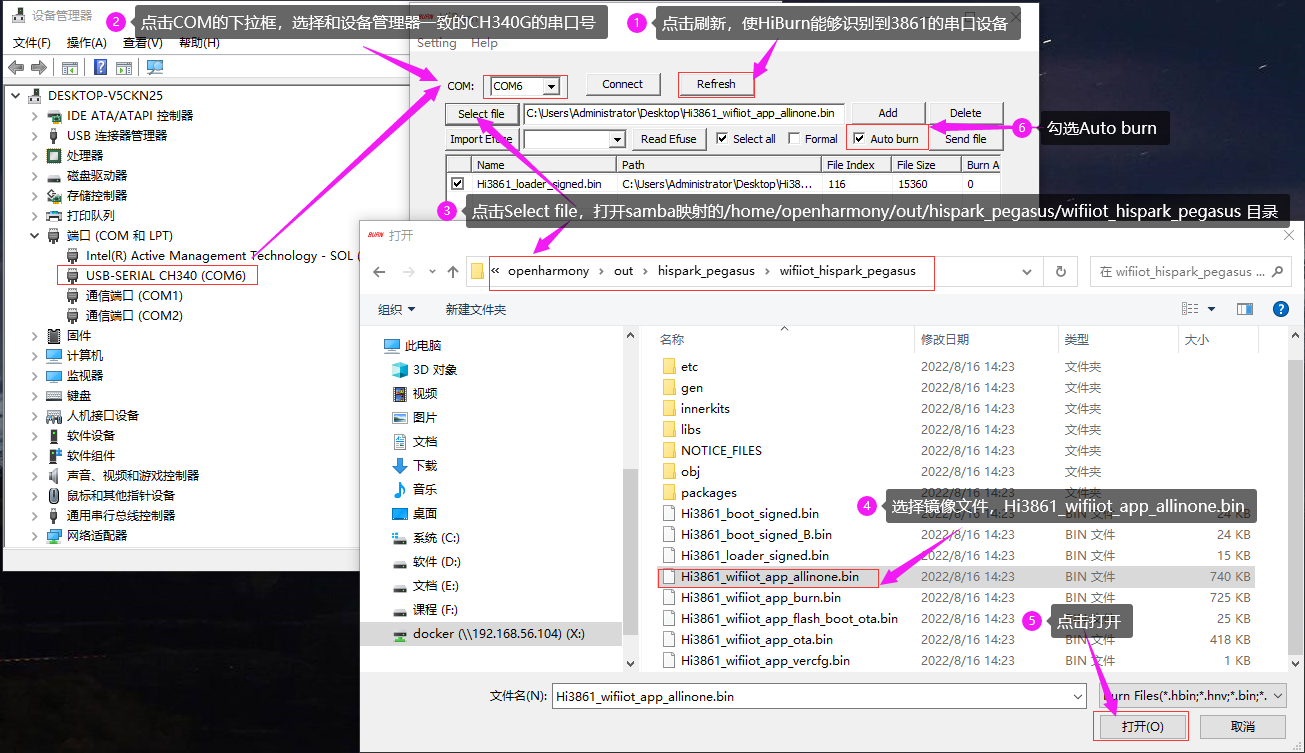 设备管理器
2 点击COM的下拉框，选择和设备管理器一致的CH340G的串口号
1 点击刷新，使HiBurn能够识别到3861的串口设备
文件(F) 操作(A) 查看(V) 帮助(H)
Setting Help
COM: COM6 Connect Refresh
Select file C:\Users\Administrator\Desktop\Hi3861_wifiiot_app_allinone.bin Add Delete
Import Efuse Read Efuse Select all Formal Auto burn Send file
6 勾选Auto burn
Name Path File Index File Size Burn A
Hi3861_loader_signed.bin C:\Users\Administrator\Desktop\Hi38... 116 15360 0
3 点击Select file，打开samba映射的/home/openharmony/out/hispark_pegasus/wifiiot_hispark_pegasus 目录
DESKTOP-V5CKN25
IDE ATA/ATAPI 控制器
USB 连接器管理器
处理器
磁盘驱动器
存储控制器
打印队列
端口 (COM 和 LPT)
Intel(R) Active Management Technology - SOL (
USB-SERIAL CH340 (COM6)
通信端口 (COM1)
通信端口 (COM2)
固件
计算机
监视器
键盘
人机接口设备
软件设备
软件组件
声音、视频和游戏控制器
鼠标和其他指针设备
通用串行总线控制器
网络适配器
BURN 打开
« openharmony › out › hispark_pegasus › wifiiot_hispark_pegasus
在 wifiiot_hispark_pegasus ...
组织 新建文件夹
此电脑
3D 对象
视频
图片
文档
下载
音乐
桌面
系统 (C:)
软件 (D:)
文档 (E:)
课程 (F:)
docker (\\192.168.56.104) (X:)
名称 修改日期 类型 大小
etc 2022/8/16 14:23 文件夹
gen 2022/8/16 14:23 文件夹
innerkits 2022/8/16 14:23 文件夹
libs 2022/8/16 14:23 文件夹
NOTICE_FILES 2022/8/16 14:23 文件夹
obj 2022/8/16 14:23 文件夹
packages 2022/8/16 14:23 文件夹
4 选择镜像文件，Hi3861_wifiiot_app_allinone.bin
Hi3861_boot_signed.bin 24 KB
Hi3861_boot_signed_B.bin 2022/8/16 14:23 BIN 文件 24 KB
Hi3861_loader_signed.bin 2022/8/16 14:23 BIN 文件 15 KB
Hi3861_wifiiot_app_allinone.bin 2022/8/16 14:23 BIN 文件 740 KB
Hi3861_wifiiot_app_burn.bin 2022/8/16 14:23 BIN 文件 725 KB
Hi3861_wifiiot_app_flash_boot_ota.bin 2022/8/16 14:23 BIN 文件 25 KB
5 点击打开
Hi3861_wifiiot_app_ota.bin 2022/8/16 14:23 BIN 文件 418 KB
Hi3861_wifiiot_app_vercfg.bin 2022/8/16 14:23 BIN 文件 1 KB
文件名(N): Hi3861_wifiiot_app_allinone.bin
Burn Files(*.hbin;*.hnv;*.bin;*.
打开(O) 取消